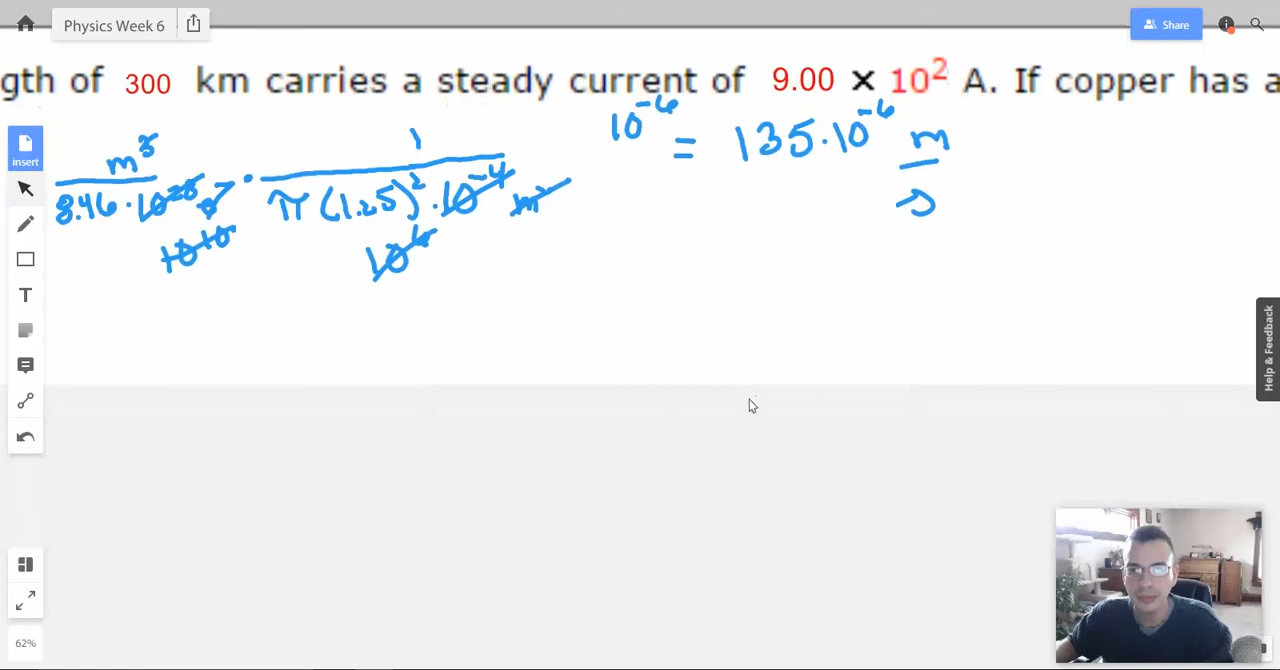 Physics Week 6
Share
gth of 300 km carries a steady current of 9.00 × 10² A. If copper has a
insert
m³
8.46 · 10²⁸
10¹⁰
·
1
π (1.25)² · 10⁻⁴ m²
10⁶
10⁻⁶ = 135 · 10⁻⁶ m
s
T
Help & Feedback
62%